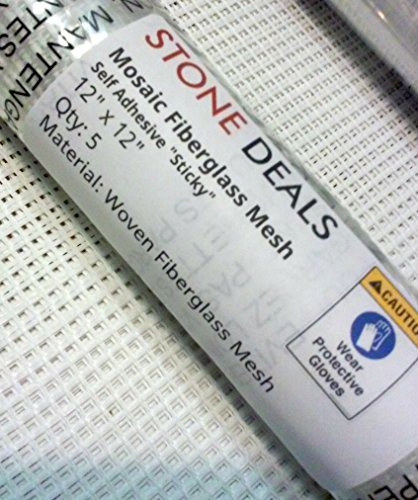 STONE DEALS
Mosaic Fiberglass Mesh
Self Adhesive "Sticky"
12" X 12"
Qty: 5
Material: Woven Fiberglass Mesh
Wear
Protective
Gloves
MANTENG